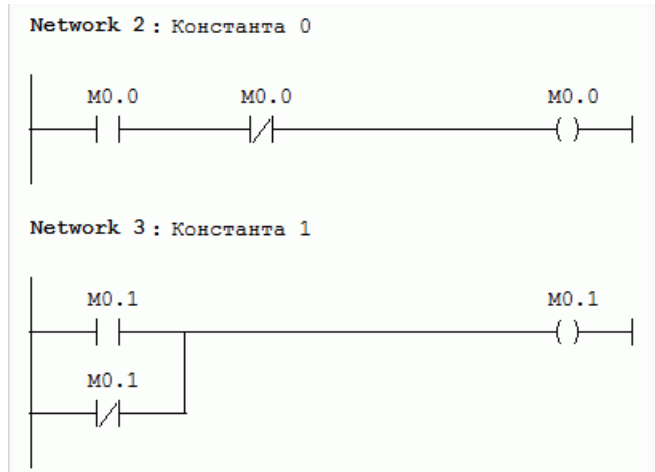 Network 2 : Константа 0
M0.0 M0.0 M0.0
Network 3 : Константа 1
M0.1 M0.1
M0.1